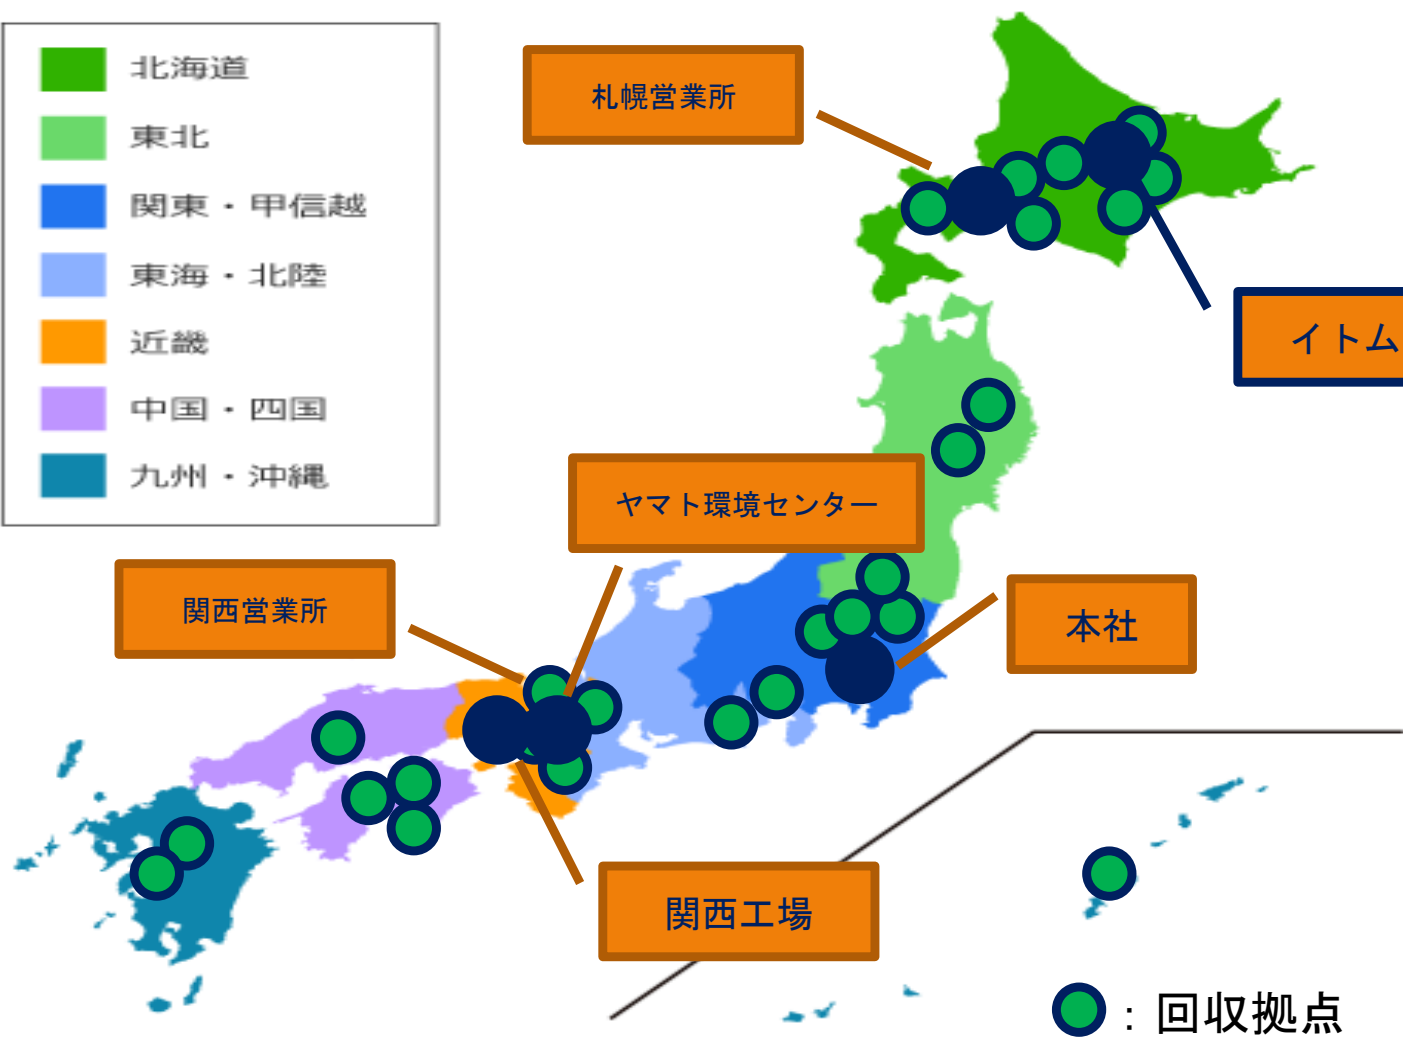 北海道
東北
関東・甲信越
東海・北陸
近畿
中国・四国
九州・沖縄
札幌営業所
イトム
ヤマト環境センター
関西営業所
本社
関西工場
：回収拠点